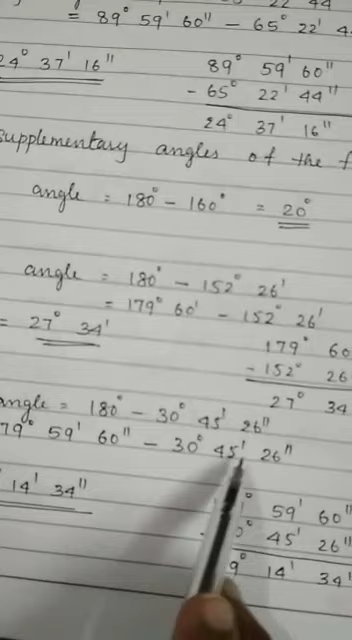 = 89° 59' 60" - 65° 22' 4
24° 37' 16"
89° 59' 60"
- 65° 22' 44"
24° 37' 16"
supplementary angles of the f
angle = 180° - 160° = 20°
angle = 180° - 152° 26'
= 179° 60' - 152° 26'
= 27° 34'
179° 60
- 152° 26
27° 34
angle = 180° - 30° 45' 26"
79° 59' 60" - 30° 45' 26"
14' 34"
59' 60"
45' 26"
9° 14' 34'